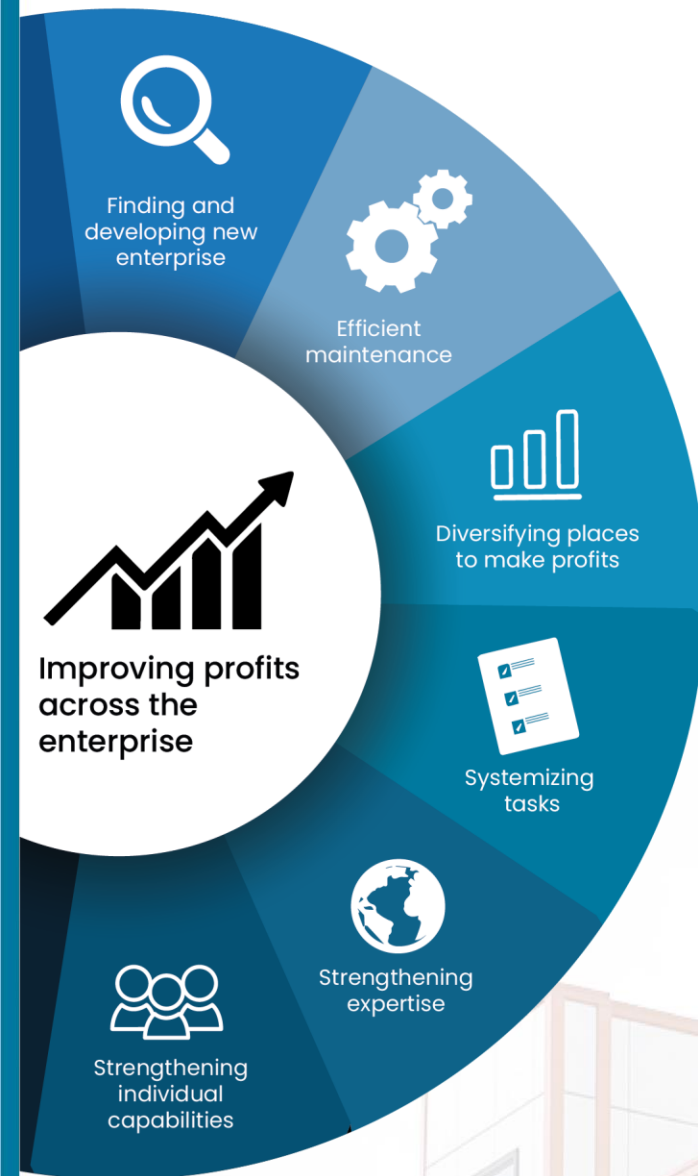 Finding and
developing new
enterprise
Efficient
maintenance
Diversifying places
to make profits
Improving profits
across the
enterprise
Systemizing
tasks
Strengthening
expertise
Strengthening
individual
capabilities